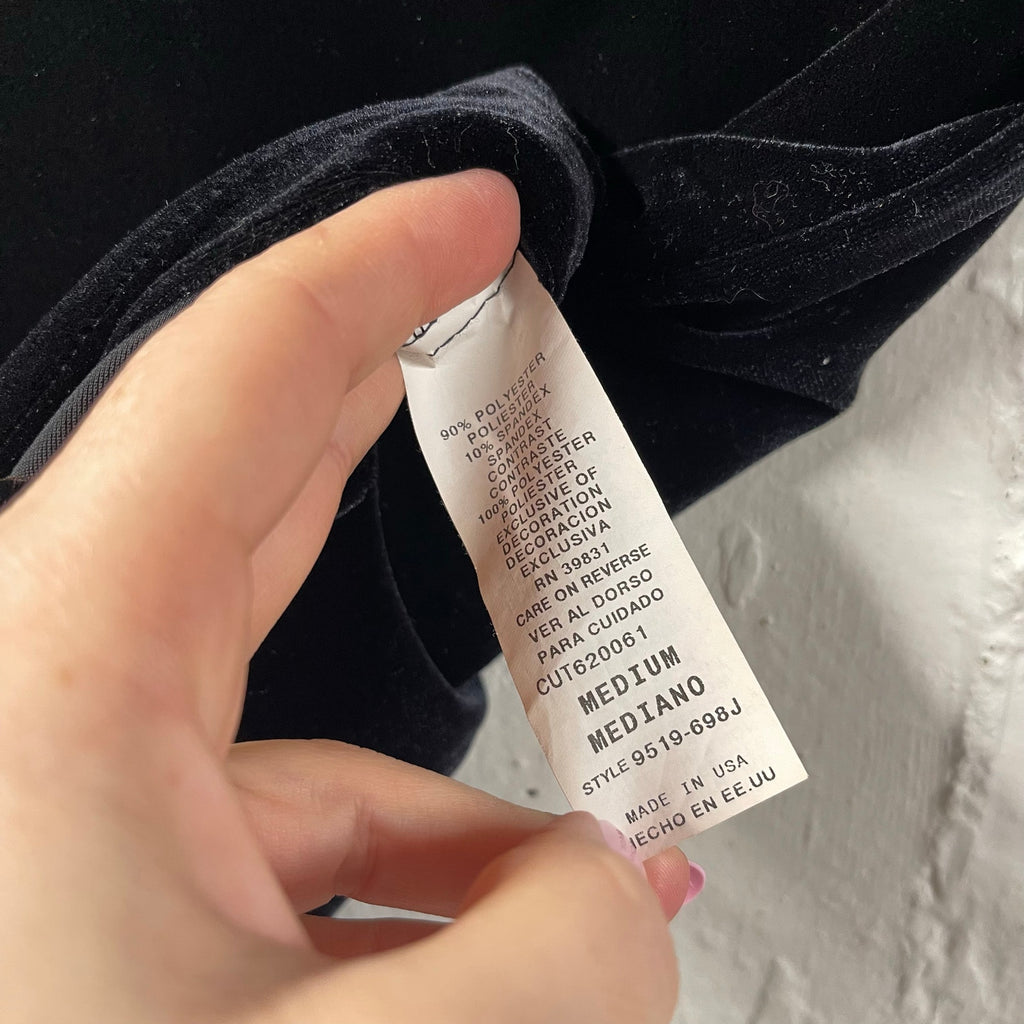 90% POLYESTER
POLIESTER
10% SPANDEX
SPANDEX
CONTRAST
CONTRASTE
100% POLYESTER
POLIESTER
EXCLUSIVE OF
DECORATION
DECORACION
EXCLUSIVA
RN 39831
CARE ON REVERSE
VER AL DORSO
PARA CUIDADO
CUT620061
MEDIUM
MEDIANO
STYLE 9519-698J
MADE IN USA
HECHO EN EE.UU